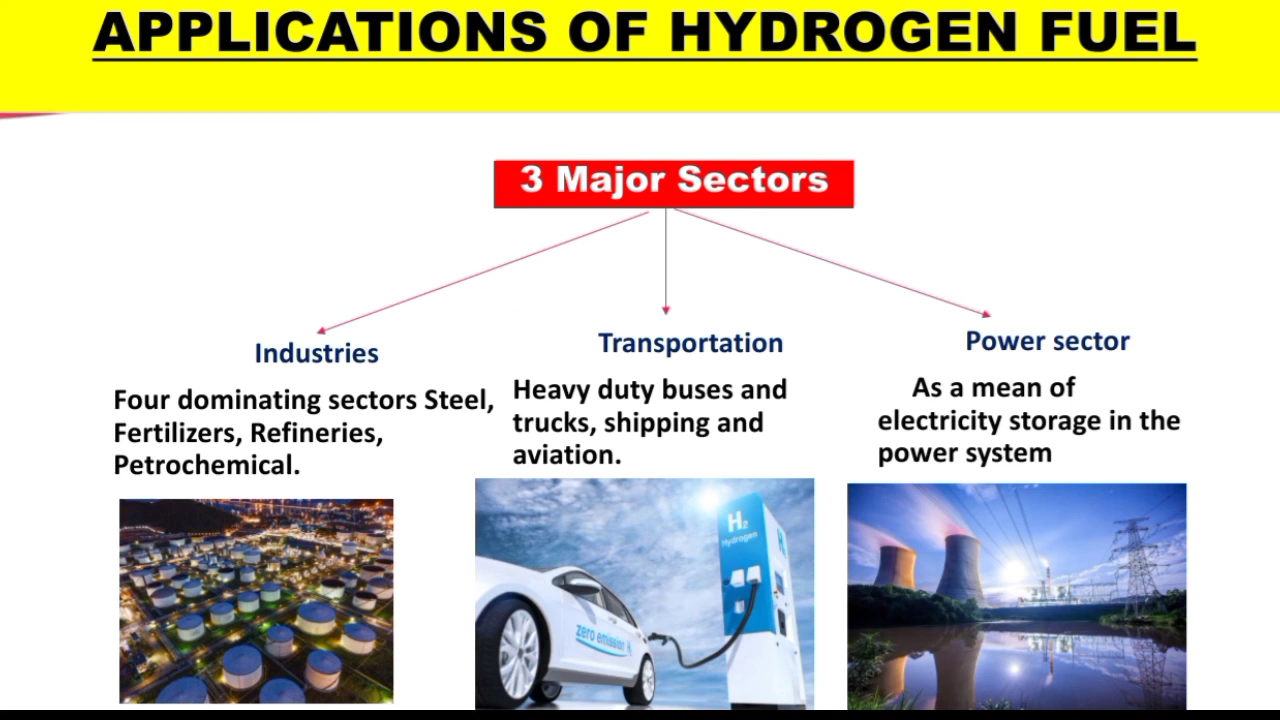 APPLICATIONS OF HYDROGEN FUEL
3 Major Sectors
Industries
Four dominating sectors Steel,
Fertilizers, Refineries,
Petrochemical.
Transportation
Heavy duty buses and
trucks, shipping and
aviation.
H2
Hydrogen
zero emission H
Power sector
As a mean of
electricity storage in the
power system